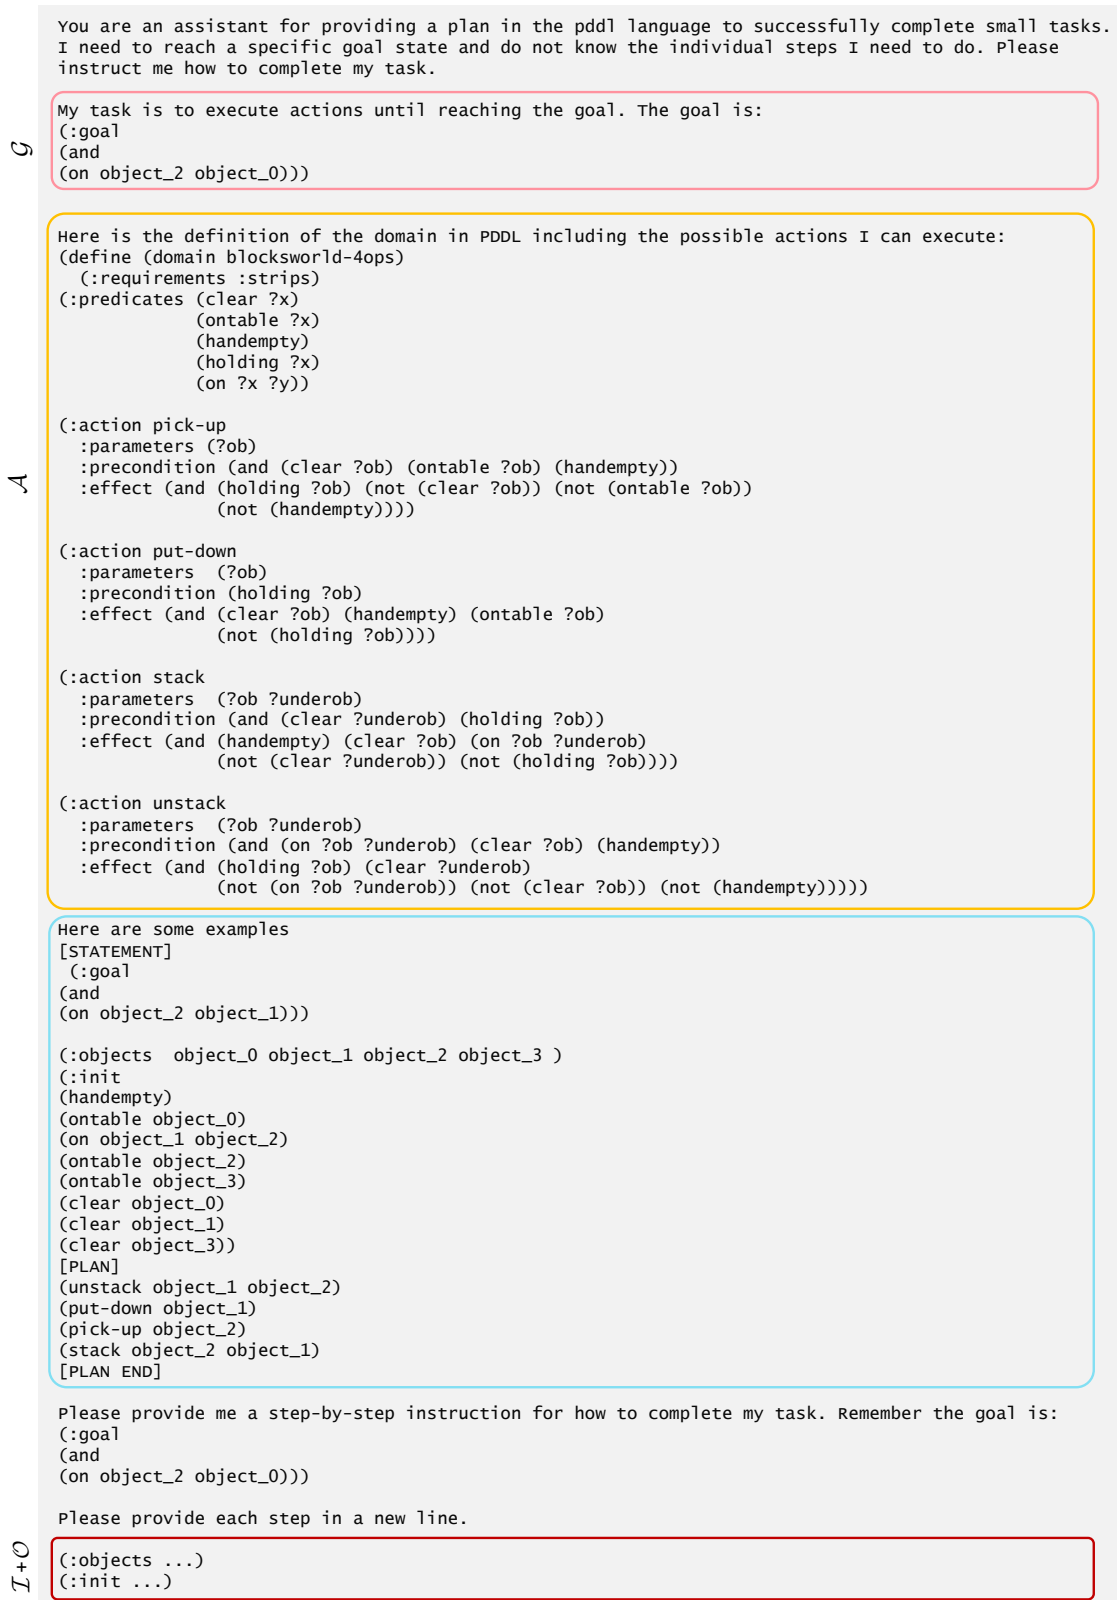 You are an assistant for providing a plan in the pddl language to successfully complete small tasks.
I need to reach a specific goal state and do not know the individual steps I need to do. Please
instruct me how to complete my task.
𝒢
My task is to execute actions until reaching the goal. The goal is:
(:goal
(and
(on object_2 object_0)))
𝒜
Here is the definition of the domain in PDDL including the possible actions I can execute:
(define (domain blocksworld-4ops)
  (:requirements :strips)
(:predicates (clear ?x)
             (ontable ?x)
             (handempty)
             (holding ?x)
             (on ?x ?y))
(:action pick-up
  :parameters (?ob)
  :precondition (and (clear ?ob) (ontable ?ob) (handempty))
  :effect (and (holding ?ob) (not (clear ?ob)) (not (ontable ?ob))
               (not (handempty))))
(:action put-down
  :parameters  (?ob)
  :precondition (holding ?ob)
  :effect (and (clear ?ob) (handempty) (ontable ?ob)
               (not (holding ?ob))))
(:action stack
  :parameters  (?ob ?underob)
  :precondition (and (clear ?underob) (holding ?ob))
  :effect (and (handempty) (clear ?ob) (on ?ob ?underob)
               (not (clear ?underob)) (not (holding ?ob))))
(:action unstack
  :parameters  (?ob ?underob)
  :precondition (and (on ?ob ?underob) (clear ?ob) (handempty))
  :effect (and (holding ?ob) (clear ?underob)
               (not (on ?ob ?underob)) (not (clear ?ob)) (not (handempty)))))
Here are some examples
[STATEMENT]
 (:goal
(and
(on object_2 object_1)))
(:objects  object_0 object_1 object_2 object_3 )
(:init
(handempty)
(ontable object_0)
(on object_1 object_2)
(ontable object_2)
(ontable object_3)
(clear object_0)
(clear object_1)
(clear object_3))
[PLAN]
(unstack object_1 object_2)
(put-down object_1)
(pick-up object_2)
(stack object_2 object_1)
[PLAN END]
Please provide me a step-by-step instruction for how to complete my task. Remember the goal is:
(:goal
(and
(on object_2 object_0)))
Please provide each step in a new line.
ℐ+𝒪
(:objects ...)
(:init ...)